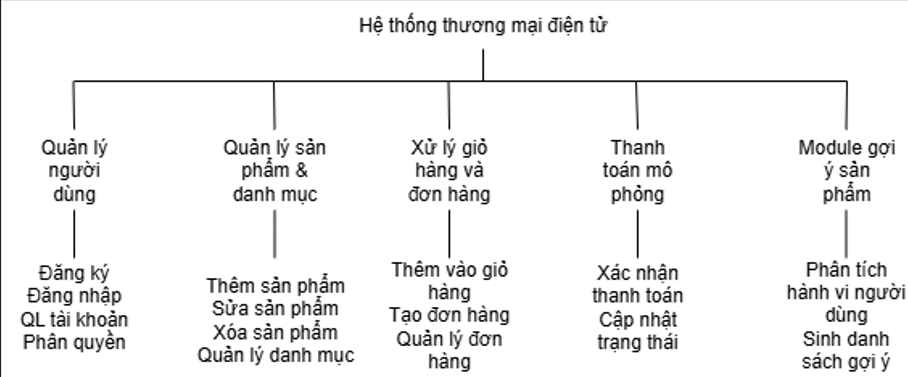 Hệ thống thương mại điện tử
Quản lý
người
dùng
Quản lý sản
phẩm &
danh mục
Xử lý giỏ
hàng và
đơn hàng
Thanh
toán mô
phỏng
Module gợi
ý sản
phẩm
Đăng ký
Đăng nhập
QL tài khoản
Phân quyền
Thêm sản phẩm
Sửa sản phẩm
Xóa sản phẩm
Quản lý danh mục
Thêm vào giỏ
hàng
Tạo đơn hàng
Quản lý đơn
hàng
Xác nhận
thanh toán
Cập nhật
trạng thái
Phân tích
hành vi người
dùng
Sinh danh
sách gợi ý